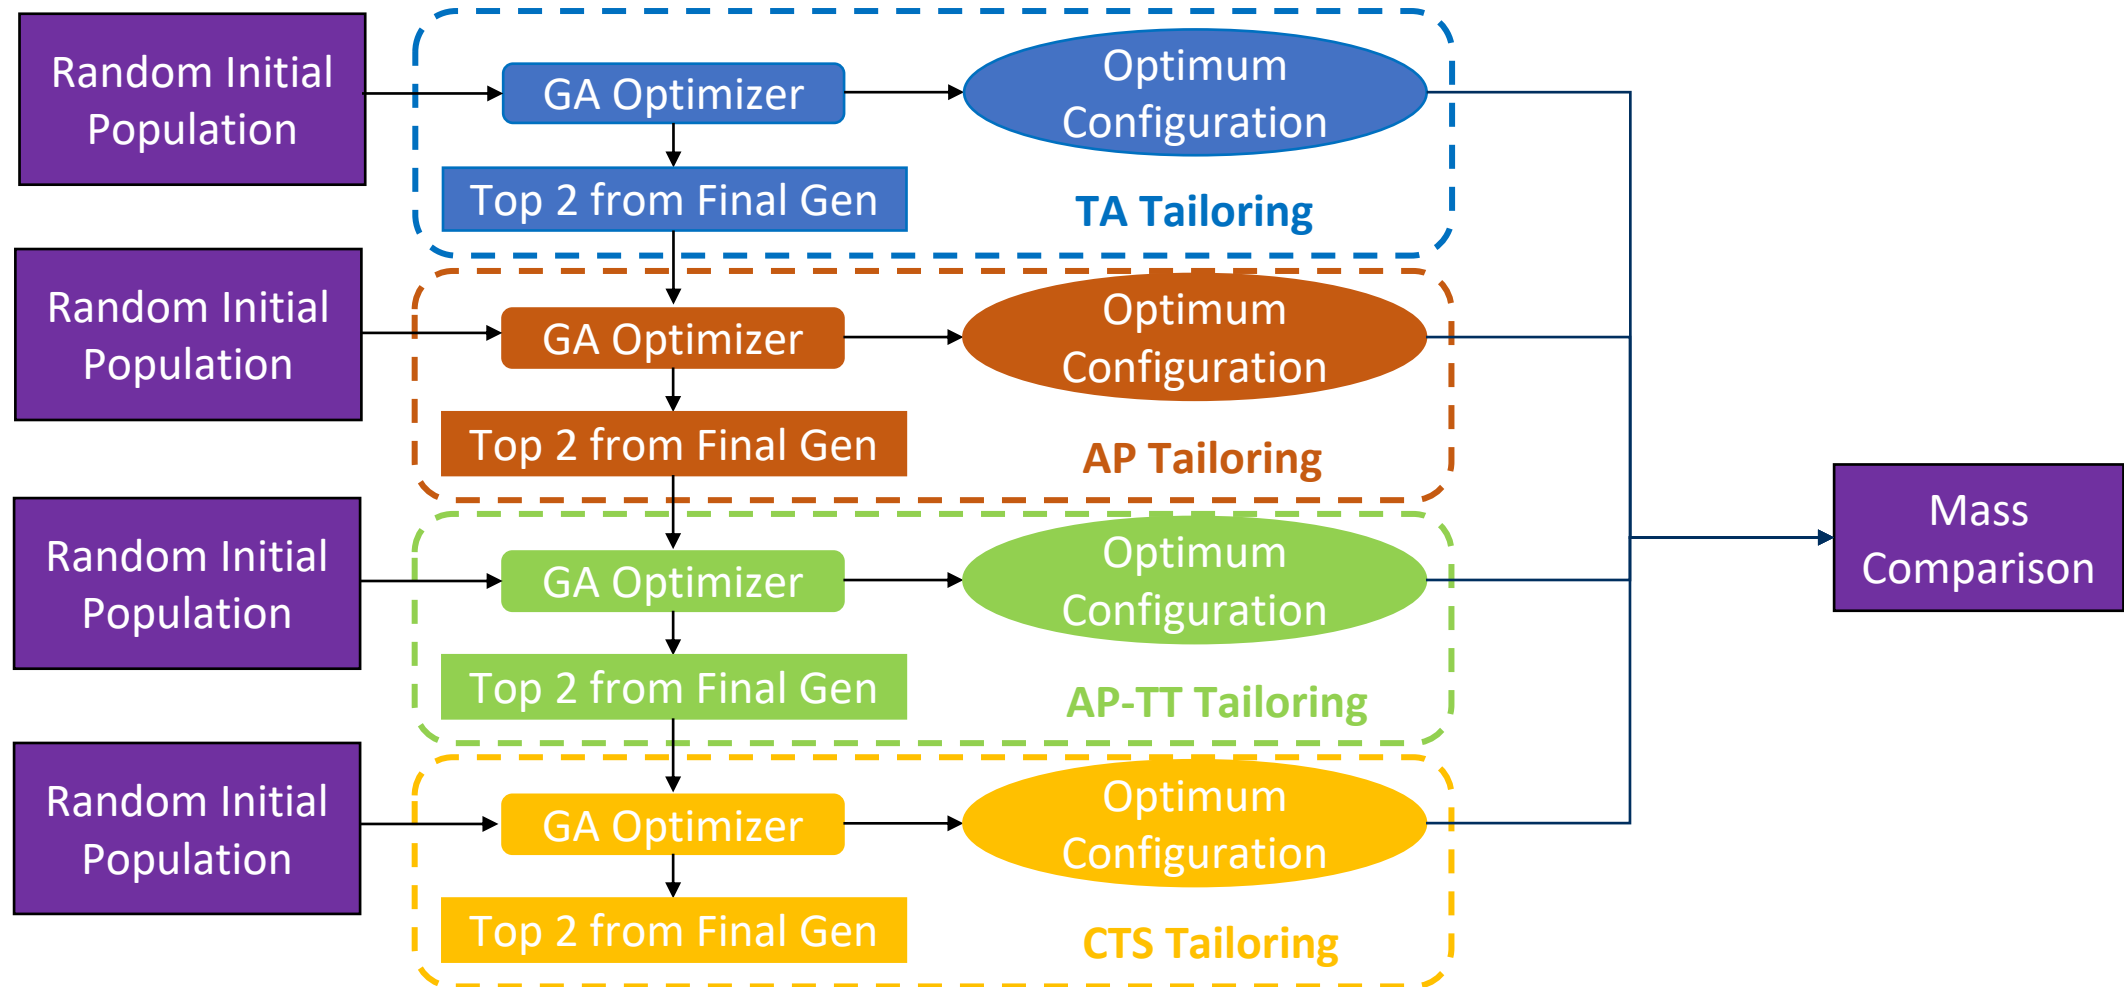 Random Initial
Population
GA Optimizer
Optimum
Configuration
Top 2 from Final Gen
TA Tailoring
Random Initial
Population
GA Optimizer
Optimum
Configuration
Top 2 from Final Gen
AP Tailoring
Random Initial
Population
GA Optimizer
Optimum
Configuration
Top 2 from Final Gen
AP-TT Tailoring
Random Initial
Population
GA Optimizer
Optimum
Configuration
Top 2 from Final Gen
CTS Tailoring
Mass
Comparison